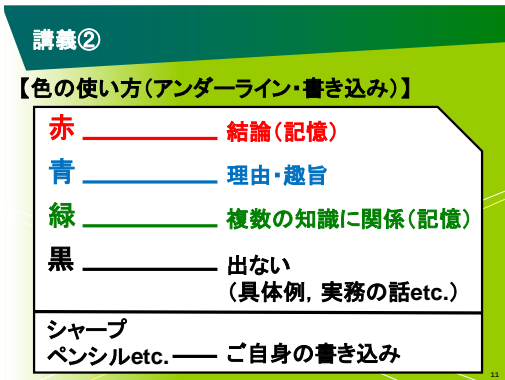 講義②
【色の使い方（アンダーライン・書き込み）】
赤 結論（記憶）
青 理由・趣旨
緑 複数の知識に関係（記憶）
黒 出ない
（具体例，実務の話etc.）
シャープ
ペンシルetc. ご自身の書き込み
11